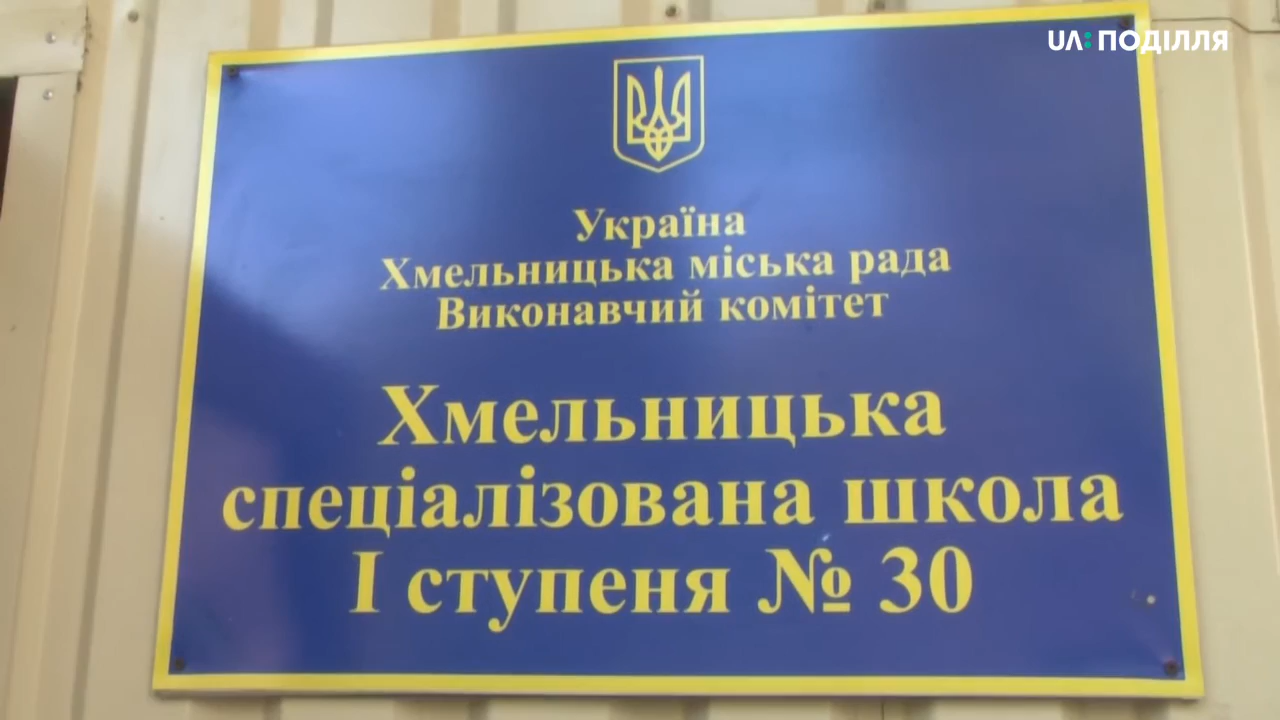 UA: ПОДІЛЛЯ
Україна
Хмельницька міська рада
Виконавчий комітет
Хмельницька
спеціалізована школа
І ступеня № 30